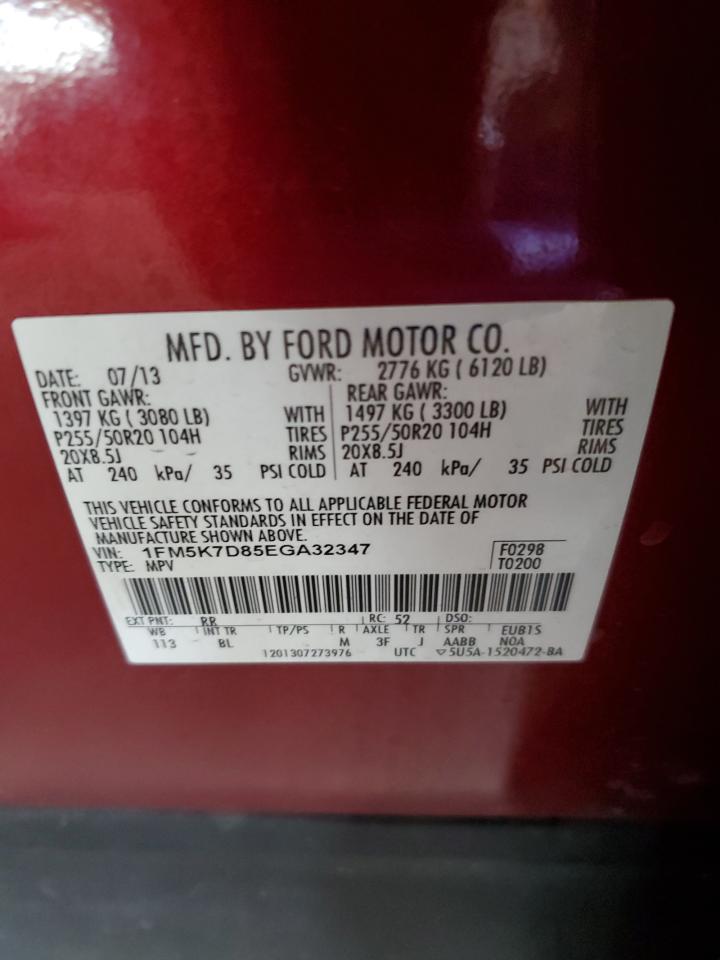 MFD. BY FORD MOTOR CO.
DATE: 07/13 GVWR: 2776 KG ( 6120 LB)
FRONT GAWR: REAR GAWR:
1397 KG ( 3080 LB) WITH 1497 KG ( 3300 LB) WITH
P255/50R20 104H TIRES P255/50R20 104H TIRES
20X8.5J RIMS 20X8.5J RIMS
AT 240 kPa/ 35 PSI COLD AT 240 kPa/ 35 PSI COLD
THIS VEHICLE CONFORMS TO ALL APPLICABLE FEDERAL MOTOR
VEHICLE SAFETY STANDARDS IN EFFECT ON THE DATE OF
MANUFACTURE SHOWN ABOVE.
VIN: 1FM5K7D85EGA32347 F0298
TYPE: MPV T0200
EXT PNT: RR RC: 52 DSO:
WB INT TR TP/PS R AXLE TR SPR EUB1S
113 BL M 3F J AABB NOA
1201307273976 UTC ▽5U5A-1520472-BA